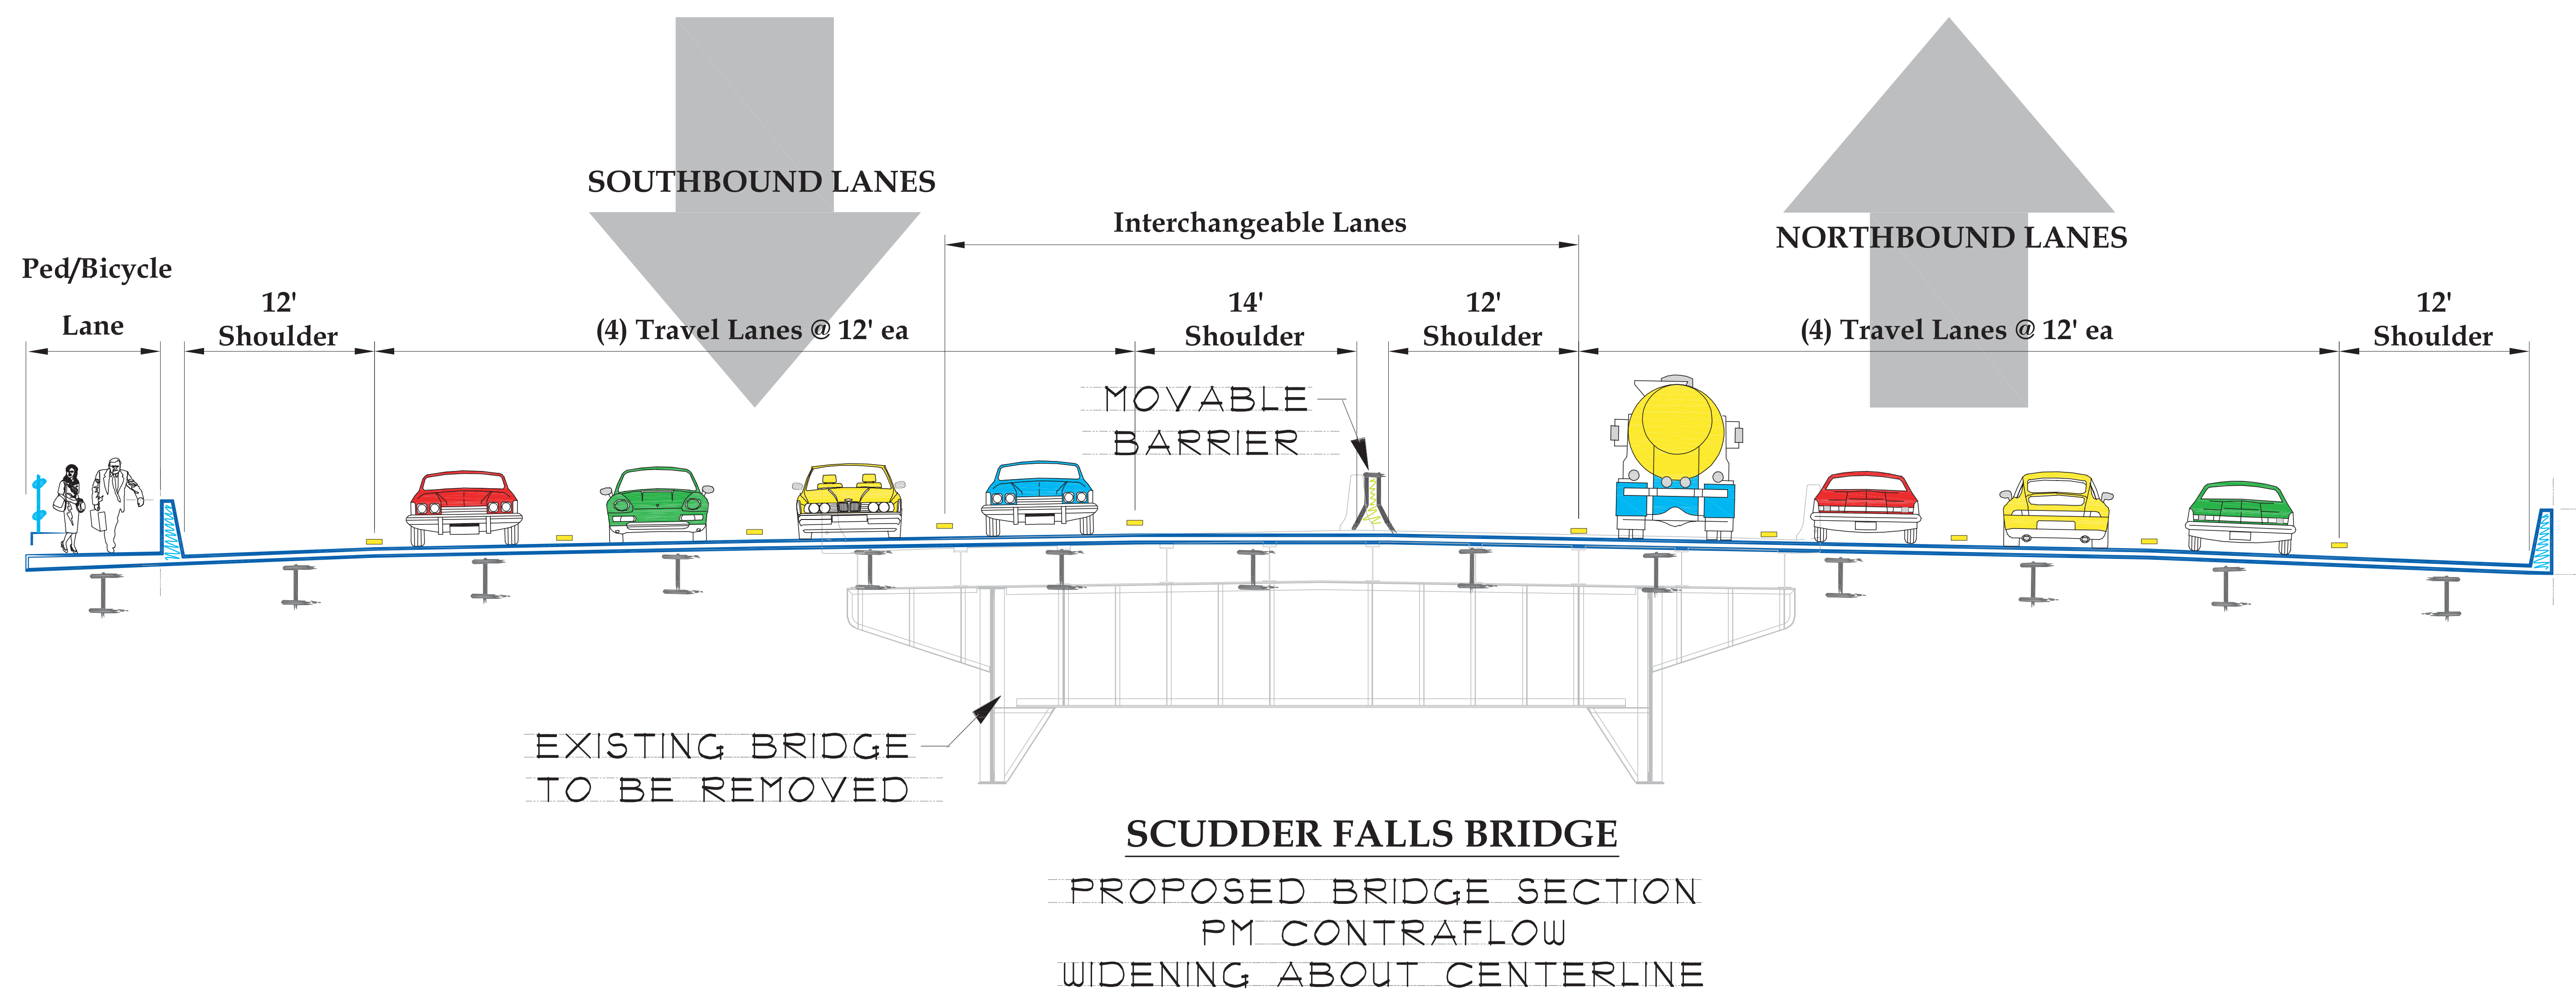 SOUTHBOUND LANES
Interchangeable Lanes
NORTHBOUND LANES
Ped/Bicycle
Lane
12'
Shoulder
(4) Travel Lanes @ 12' ea
14'
Shoulder
12'
Shoulder
(4) Travel Lanes @ 12' ea
12'
Shoulder
MOVABLE
BARRIER
EXISTING BRIDGE
TO BE REMOVED
SCUDDER FALLS BRIDGE
PROPOSED BRIDGE SECTION
PM CONTRAFLOW
WIDENING ABOUT CENTERLINE